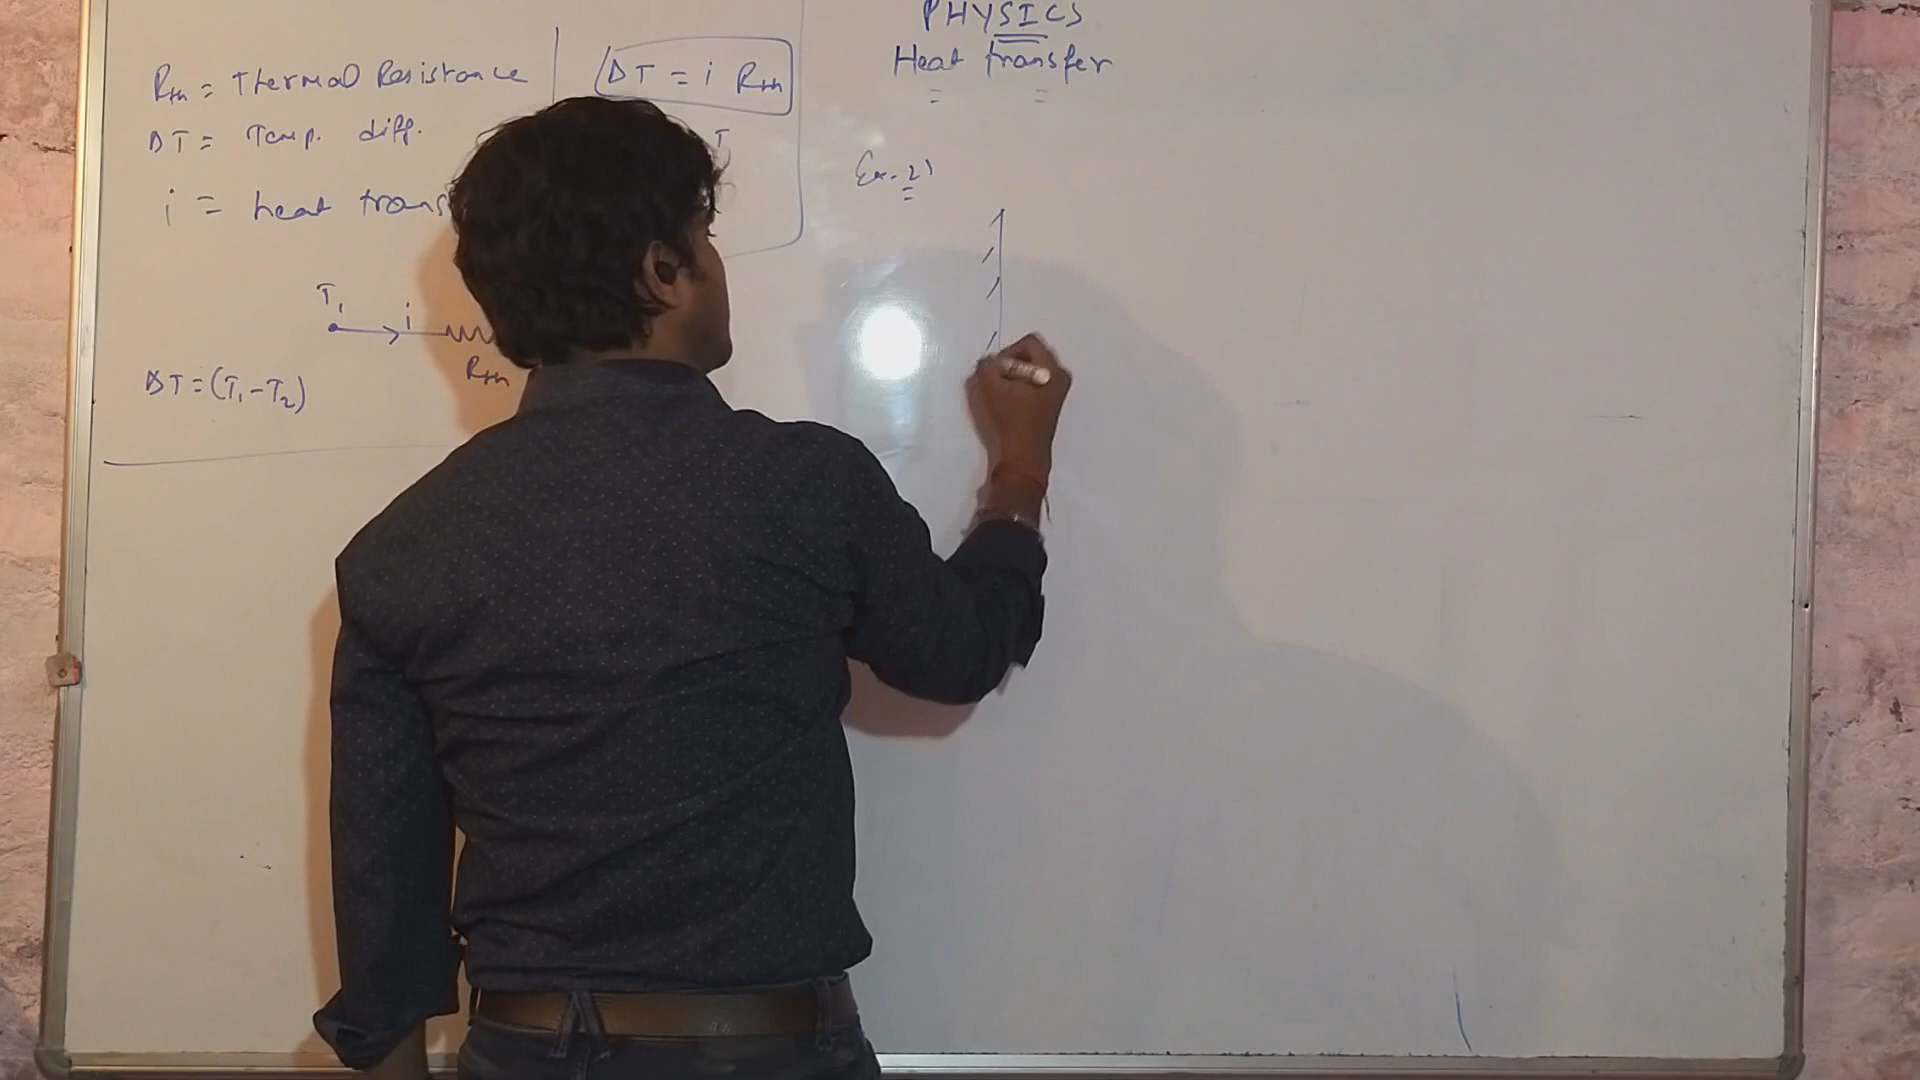 PHYSICS
Heat transfer
Rth = Thermal Resistance
ΔT = i Rth
ΔT = Temp. diff.
T
i = heat trans
Ex. 2)
T1
i
Rth
ΔT = (T1 - T2)